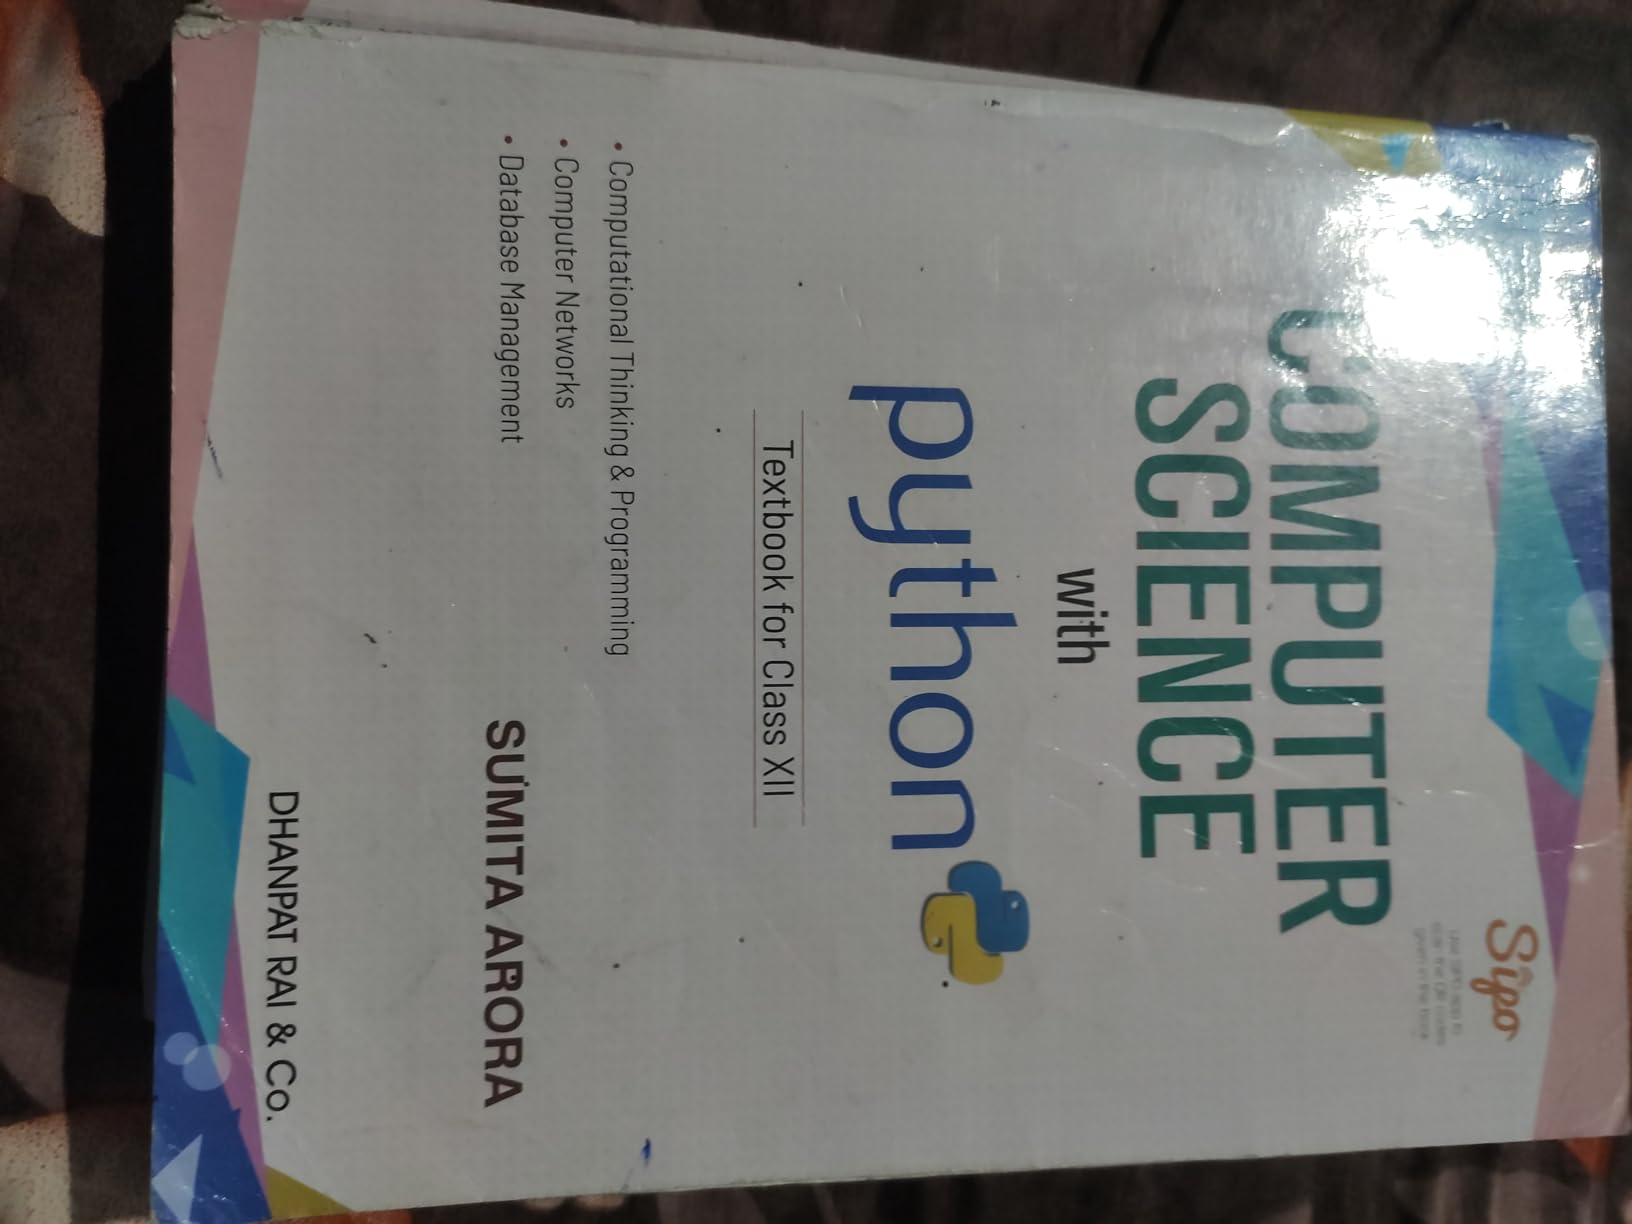 Sipo
COMPUTER
SCIENCE
with
python
Textbook for Class XII
• Computational Thinking & Programming
• Computer Networks
• Database Management
SUMITA ARORA
DHANPAT RAI & Co.